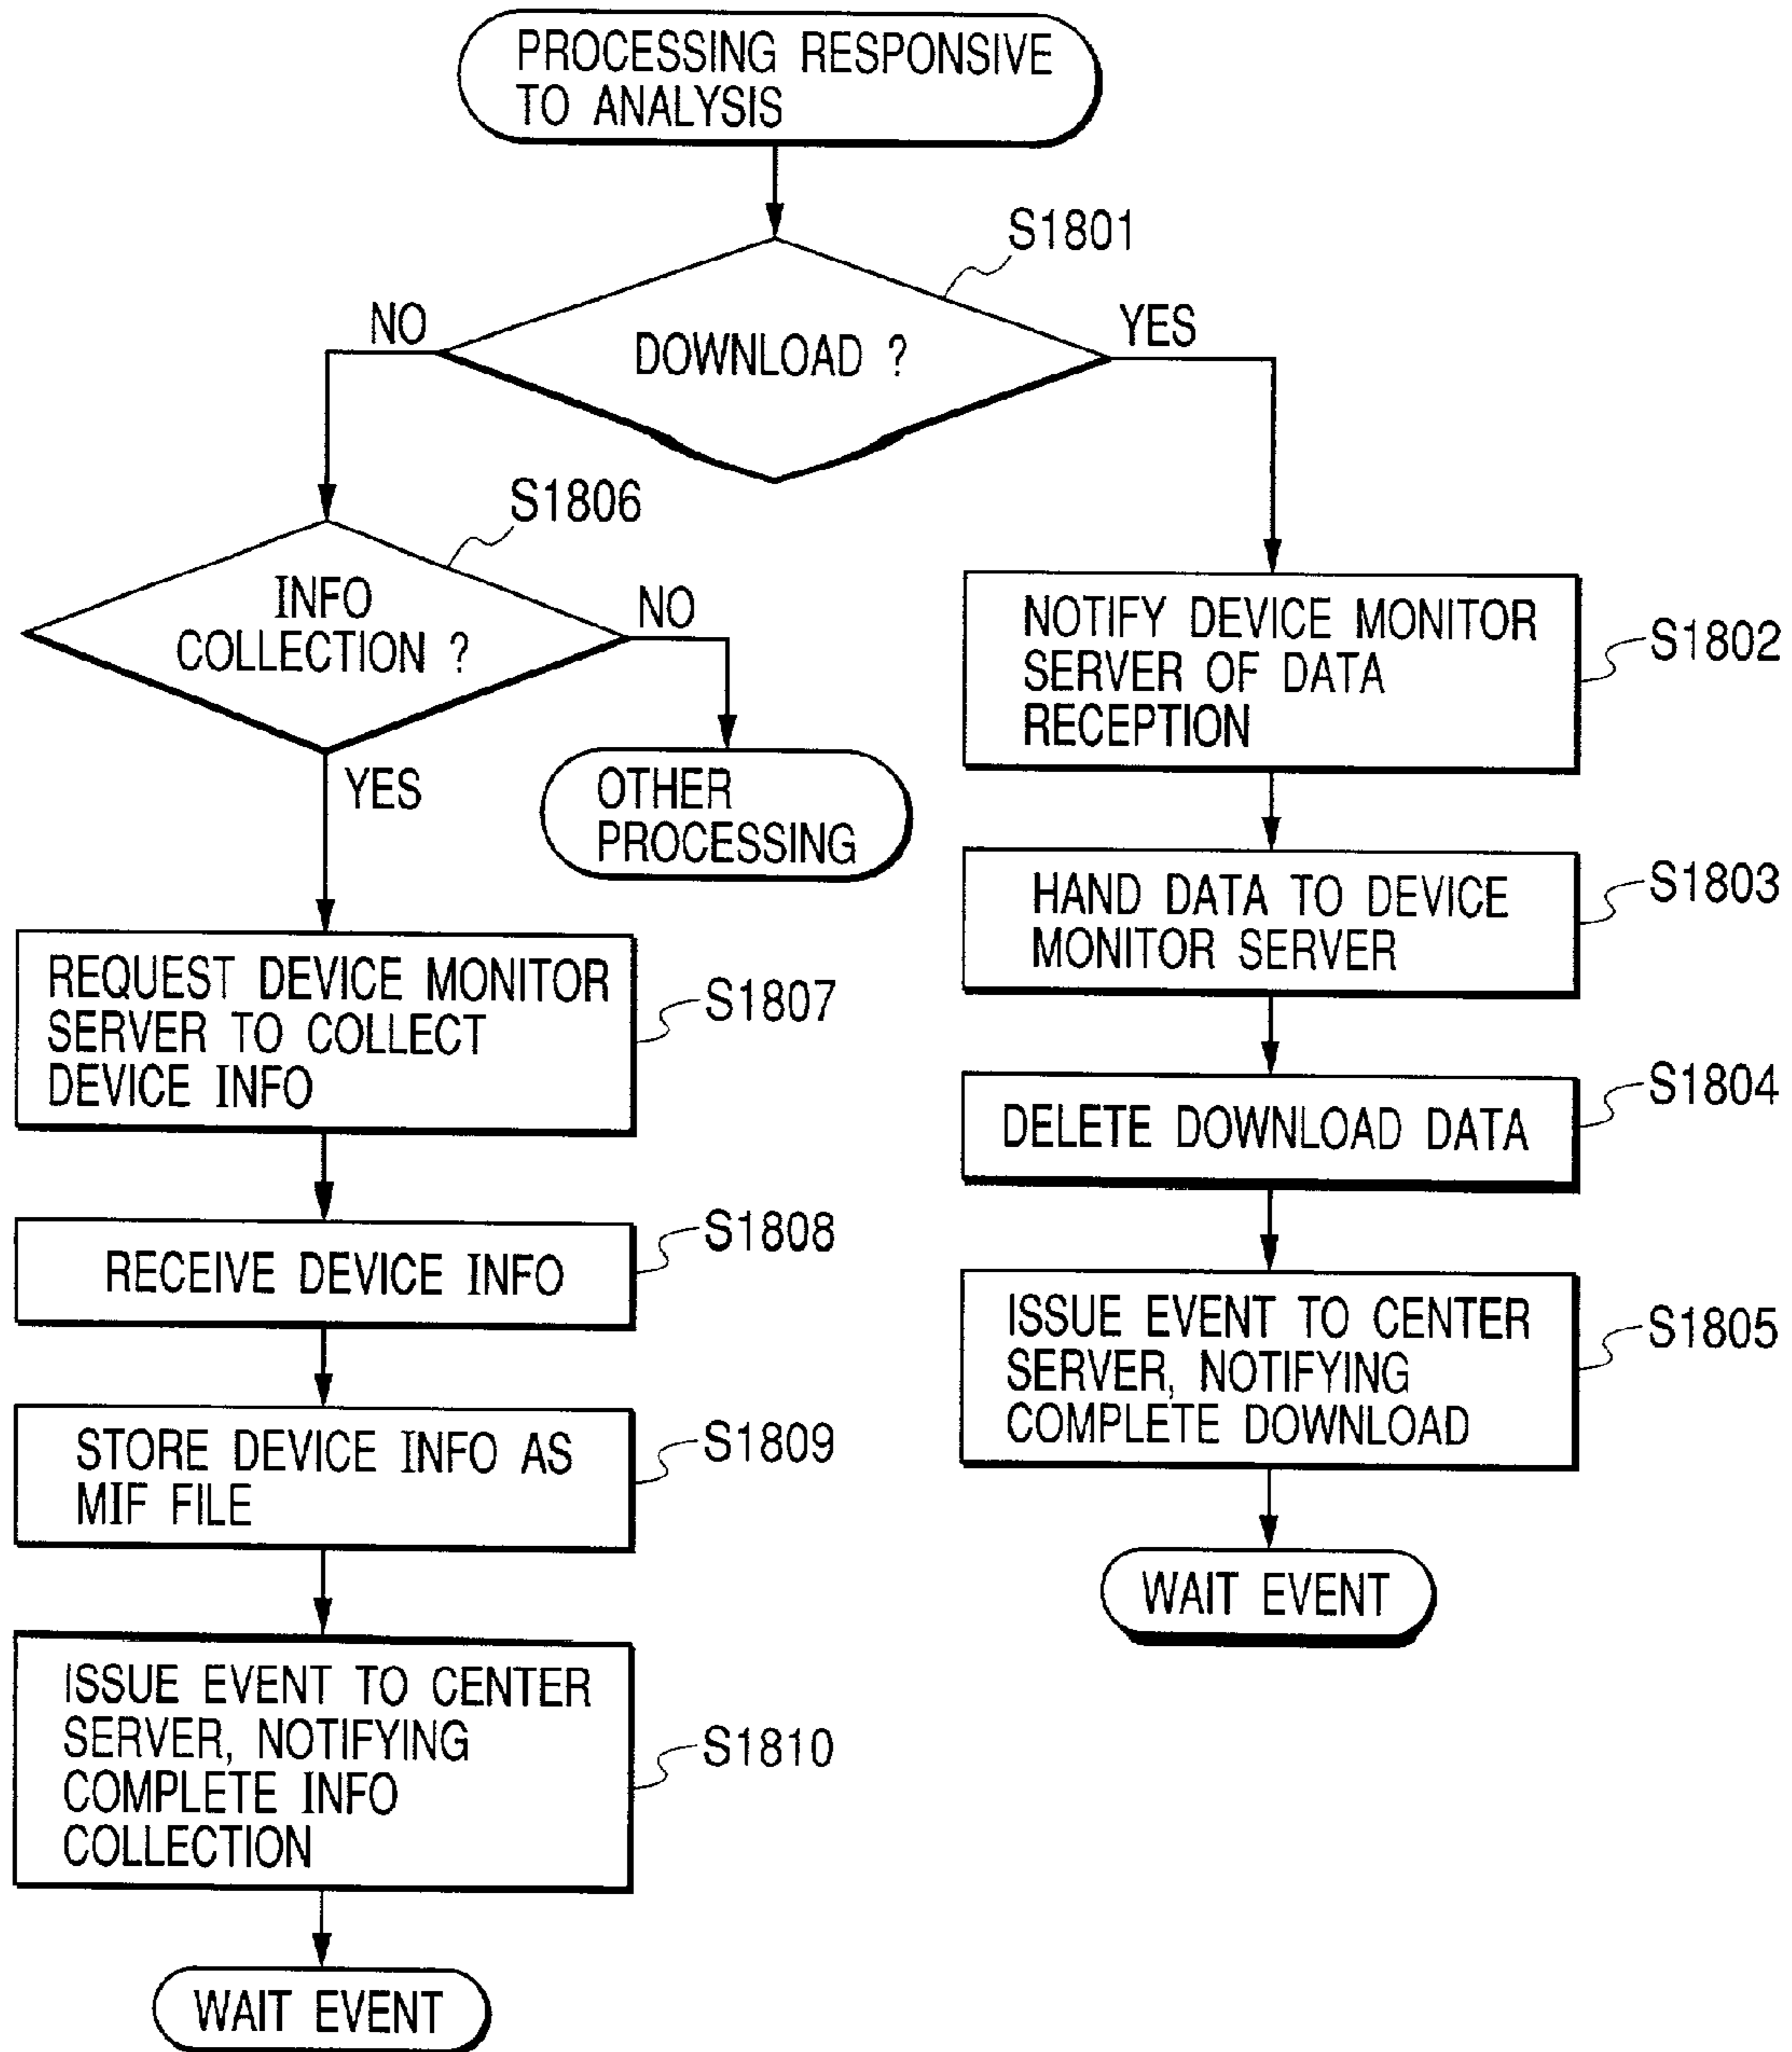 PROCESSING RESPONSIVE
TO ANALYSIS
S1801
NO
YES
DOWNLOAD ?
S1806
INFO
COLLECTION ?
NO
YES
OTHER
PROCESSING
NOTIFY DEVICE MONITOR
SERVER OF DATA
RECEPTION
S1802
HAND DATA TO DEVICE
MONITOR SERVER
S1803
DELETE DOWNLOAD DATA
S1804
ISSUE EVENT TO CENTER
SERVER, NOTIFYING
COMPLETE DOWNLOAD
S1805
WAIT EVENT
REQUEST DEVICE MONITOR
SERVER TO COLLECT
DEVICE INFO
S1807
RECEIVE DEVICE INFO
S1808
STORE DEVICE INFO AS
MIF FILE
S1809
ISSUE EVENT TO CENTER
SERVER, NOTIFYING
COMPLETE INFO
COLLECTION
S1810
WAIT EVENT